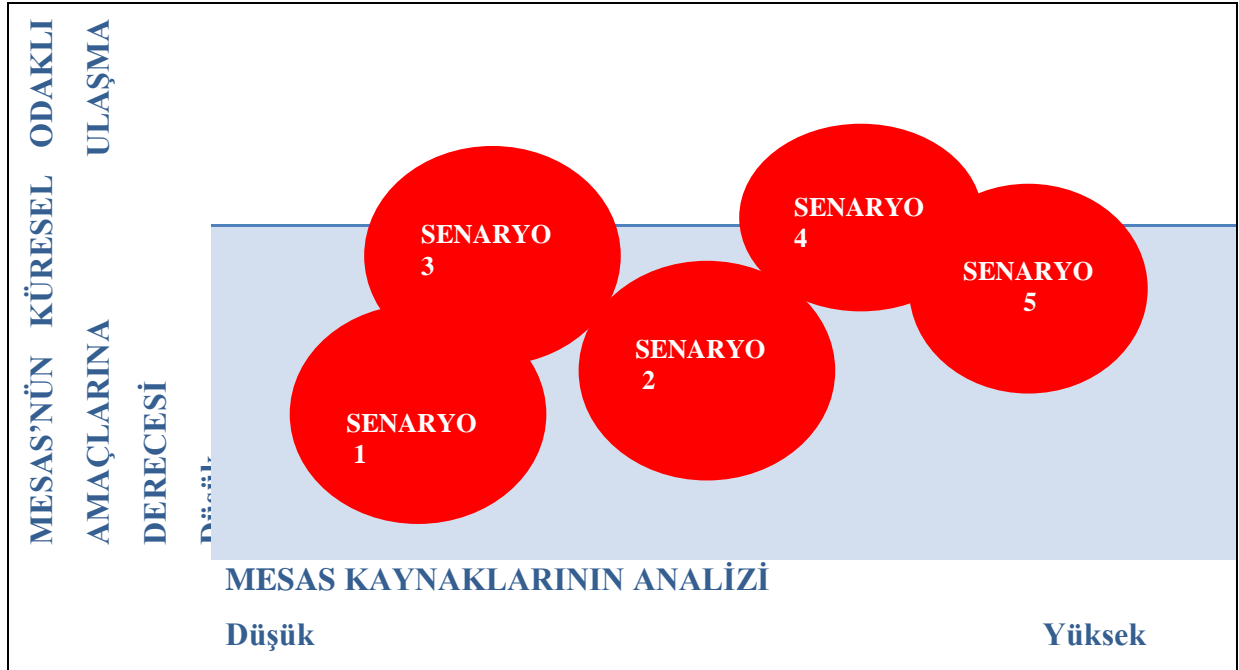 MESAS’NÜN KÜRESEL ODAKLI
AMAÇLARINA ULAŞMA
DERECESİ
SENARYO
3
SENARYO
4
SENARYO
5
SENARYO
2
SENARYO
1
MESAS KAYNAKLARININ ANALİZİ
Düşük Yüksek